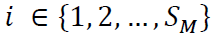 i ∈ {1, 2, …, S_M}